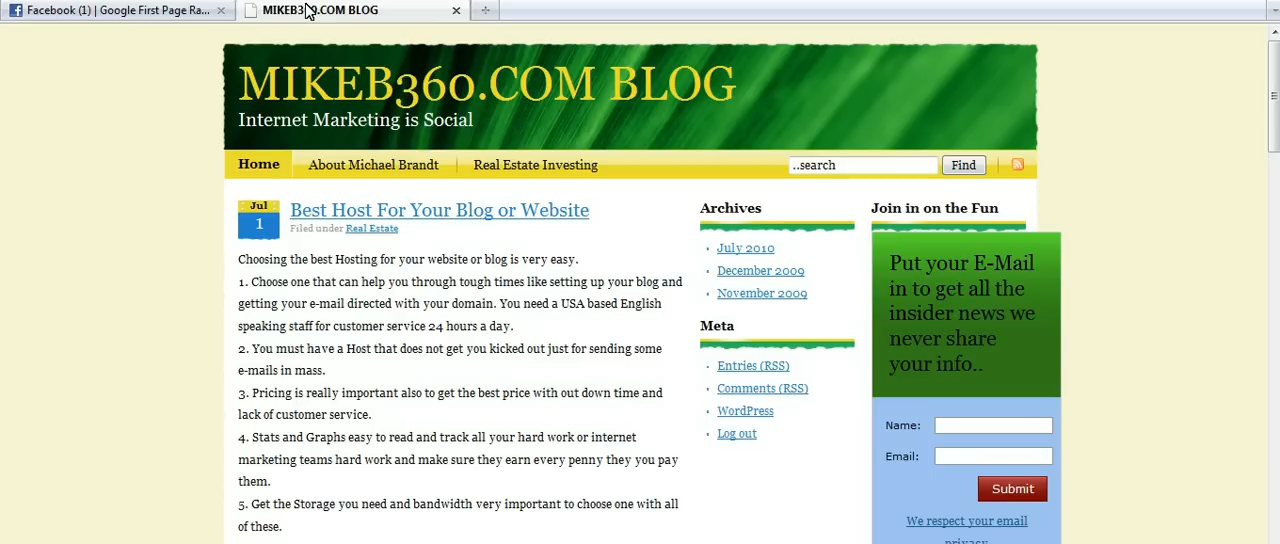 Facebook (1) | Google First Page Ra...
MIKEB360.COM BLOG
MIKEB360.COM BLOG
Internet Marketing is Social
Home
About Michael Brandt
Real Estate Investing
..search
Find
Jul
1
Best Host For Your Blog or Website
Filed under Real Estate
Choosing the best Hosting for your website or blog is very easy.
1. Choose one that can help you through tough times like setting up your blog and
getting your e-mail directed with your domain. You need a USA based English
speaking staff for customer service 24 hours a day.
2. You must have a Host that does not get you kicked out just for sending some
e-mails in mass.
3. Pricing is really important also to get the best price with out down time and
lack of customer service.
4. Stats and Graphs easy to read and track all your hard work or internet
marketing teams hard work and make sure they earn every penny they you pay
them.
5. Get the Storage you need and bandwidth very important to choose one with all
of these.
Archives
July 2010
December 2009
November 2009
Meta
Entries (RSS)
Comments (RSS)
WordPress
Log out
Join in on the Fun
Put your E-Mail
in to get all the
insider news we
never share
your info..
Name:
Email:
Submit
We respect your email
privacy